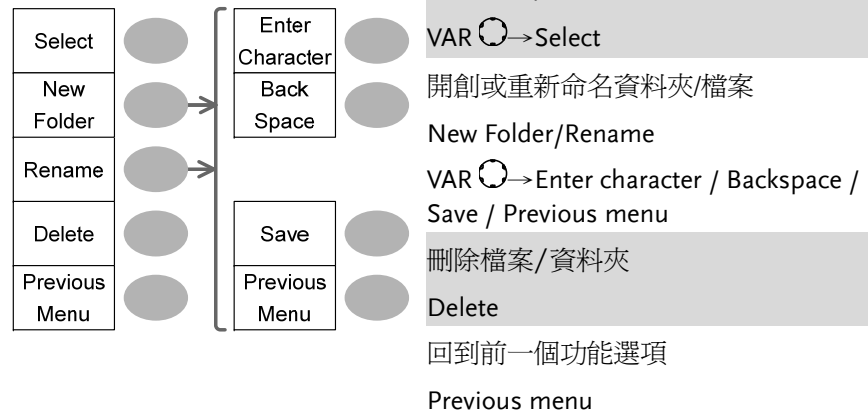 Select
New
Folder
Rename
Delete
Previous
Menu
Enter
Character
Back
Space
Save
Previous
Menu
VAR →Select
開創或重新命名資料夾/檔案
New Folder/Rename
VAR →Enter character / Backspace /
Save / Previous menu
刪除檔案/資料夾
Delete
回到前一個功能選項
Previous menu